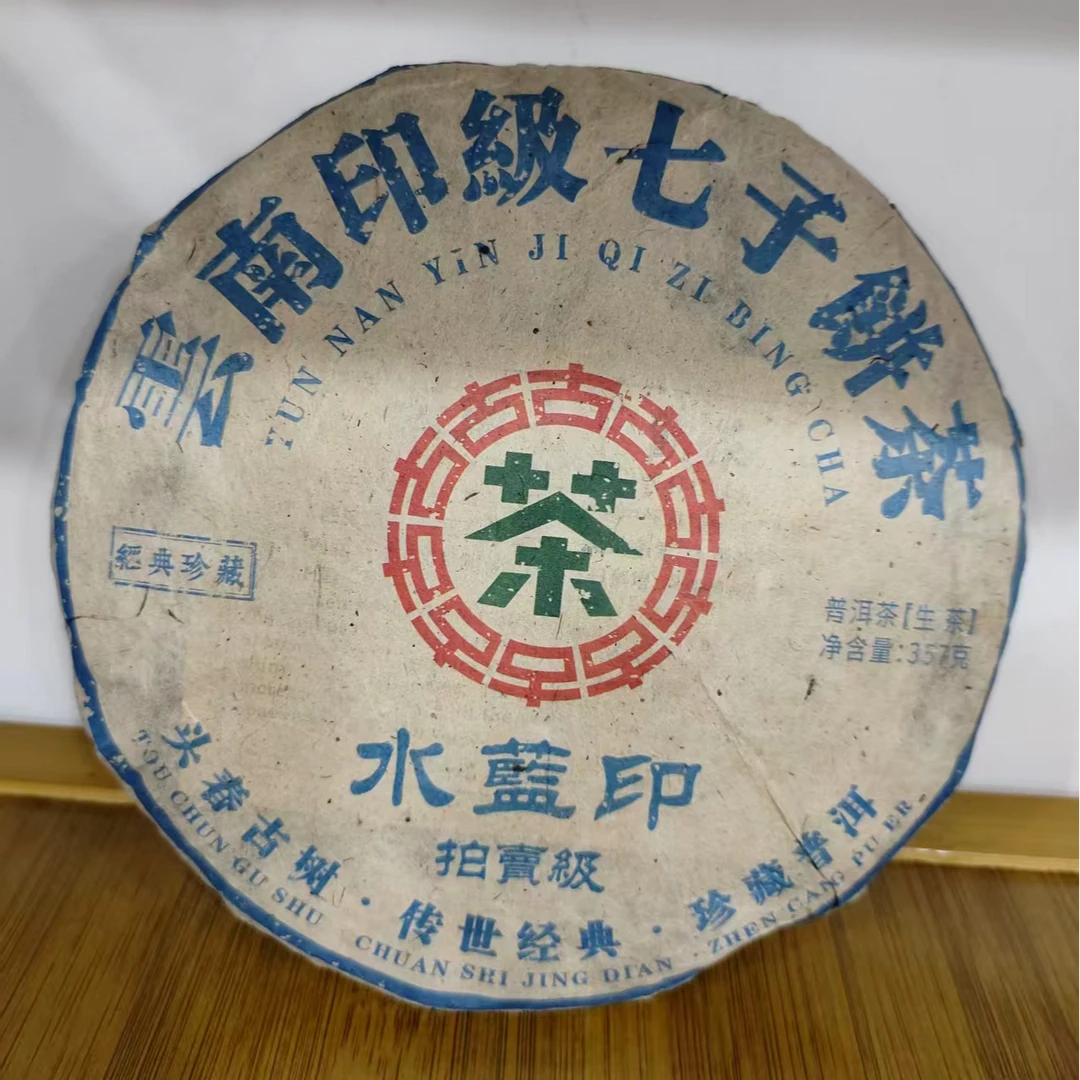 雲南印級七子餅茶
YUN NAN YIN JI QI ZI BING CHA
茶
經典珍藏
普洱茶[生 茶]
净含量:357克
水藍印
拍賣級
头春古树·传世经典·珍藏普洱
TOU CHUN GU SHU CHUAN SHI JING DIAN ZHEN CANG PU ER